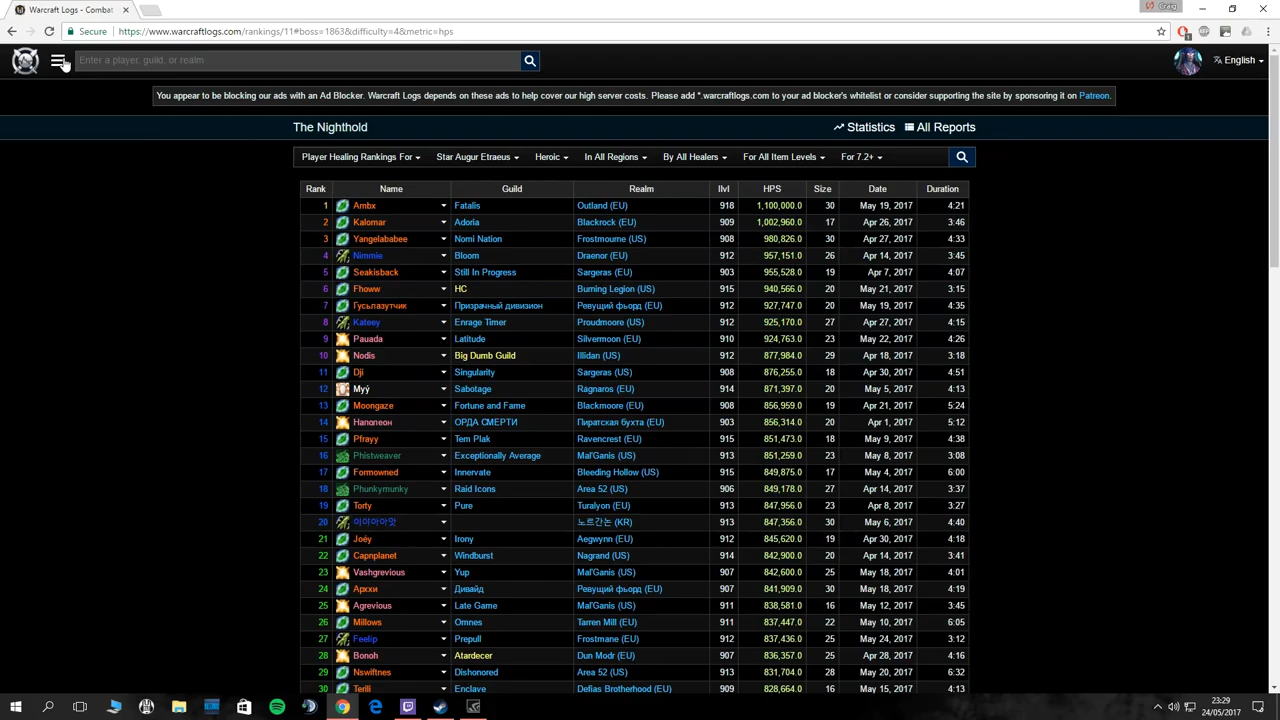 Warcraft Logs - Combat
Craig
Secure https://www.warcraftlogs.com/rankings/11#boss=1863&difficulty=4&metric=hps
Enter a player, guild, or realm
English
You appear to be blocking our ads with an Ad Blocker. Warcraft Logs depends on these ads to help cover our high server costs. Please add *.warcraftlogs.com to your ad blocker's whitelist or consider supporting the site by sponsoring it on Patreon.
The Nighthold Statistics All Reports
Player Healing Rankings For Star Augur Etraeus Heroic In All Regions By All Healers For All Item Levels For 7.2+
Rank Name Guild Realm Ilvl HPS Size Date Duration
1 Ambx Fatalis Outland (EU) 918 1,100,000.0 30 May 19, 2017 4:21
2 Kalomar Adoria Blackrock (EU) 909 1,002,960.0 17 Apr 26, 2017 3:46
3 Yangelababee Nomi Nation Frostmourne (US) 908 980,826.0 30 Apr 27, 2017 4:33
4 Nimmie Bloom Draenor (EU) 912 957,151.0 26 Apr 14, 2017 3:45
5 Seakisback Still In Progress Sargeras (EU) 903 955,528.0 19 Apr 7, 2017 4:07
6 Fhoww HC Burning Legion (US) 915 940,566.0 20 May 21, 2017 3:15
7 Гусьпазутчик Призрачный дивизион Ревущий фьорд (EU) 912 927,747.0 20 May 19, 2017 4:35
8 Kateey Enrage Timer Proudmoore (US) 912 925,170.0 27 Apr 27, 2017 4:15
9 Pauada Latitude Silvermoon (EU) 910 924,763.0 23 May 22, 2017 4:26
10 Nodis Big Dumb Guild Illidan (US) 912 877,984.0 29 Apr 18, 2017 3:18
11 Dji Singularity Sargeras (US) 908 876,255.0 18 Apr 30, 2017 4:51
12 Myý Sabotage Ragnaros (EU) 914 871,397.0 20 May 5, 2017 4:13
13 Moongaze Fortune and Fame Blackmoore (EU) 908 856,959.0 19 Apr 21, 2017 5:24
14 Наполеон ОРДА СМЕРТИ Пиратская бухта (EU) 903 856,314.0 20 Apr 1, 2017 5:12
15 Pfrayy Tem Plak Ravencrest (EU) 915 851,473.0 18 May 9, 2017 4:38
16 Phistweaver Exceptionally Average Mal'Ganis (US) 913 851,259.0 23 May 8, 2017 3:08
17 Formowned Innervate Bleeding Hollow (US) 915 849,875.0 17 May 4, 2017 6:00
18 Phunkymunky Raid Icons Area 52 (US) 906 849,178.0 27 Apr 14, 2017 3:37
19 Torty Pure Turalyon (EU) 913 847,956.0 23 Apr 8, 2017 3:27
20 이야아아앗 노르간논 (KR) 913 847,356.0 30 May 6, 2017 4:40
21 Joéy Irony Aegwynn (EU) 912 845,620.0 19 Apr 30, 2017 4:18
22 Capnplanet Windburst Nagrand (US) 914 842,900.0 20 Apr 14, 2017 3:41
23 Vashgrevious Yup Mal'Ganis (US) 907 842,600.0 25 May 18, 2017 4:01
24 Архxи Дивайд Ревущий фьорд (EU) 907 841,909.0 30 May 18, 2017 4:19
25 Agrevious Late Game Mal'Ganis (US) 911 838,581.0 16 May 12, 2017 3:45
26 Millows Omnes Tarren Mill (EU) 911 837,447.0 22 May 10, 2017 6:05
27 Feelip Prepull Frostmane (EU) 912 837,436.0 25 May 24, 2017 3:12
28 Bonoh Atardecer Dun Modr (EU) 907 836,357.0 25 Apr 28, 2017 4:16
29 Nswiftnes Dishonored Area 52 (US) 913 831,704.0 28 May 20, 2017 6:32
30 Terili Enclave Defias Brotherhood (EU) 909 828,664.0 16 May 15, 2017 4:13
23:29
24/05/2017